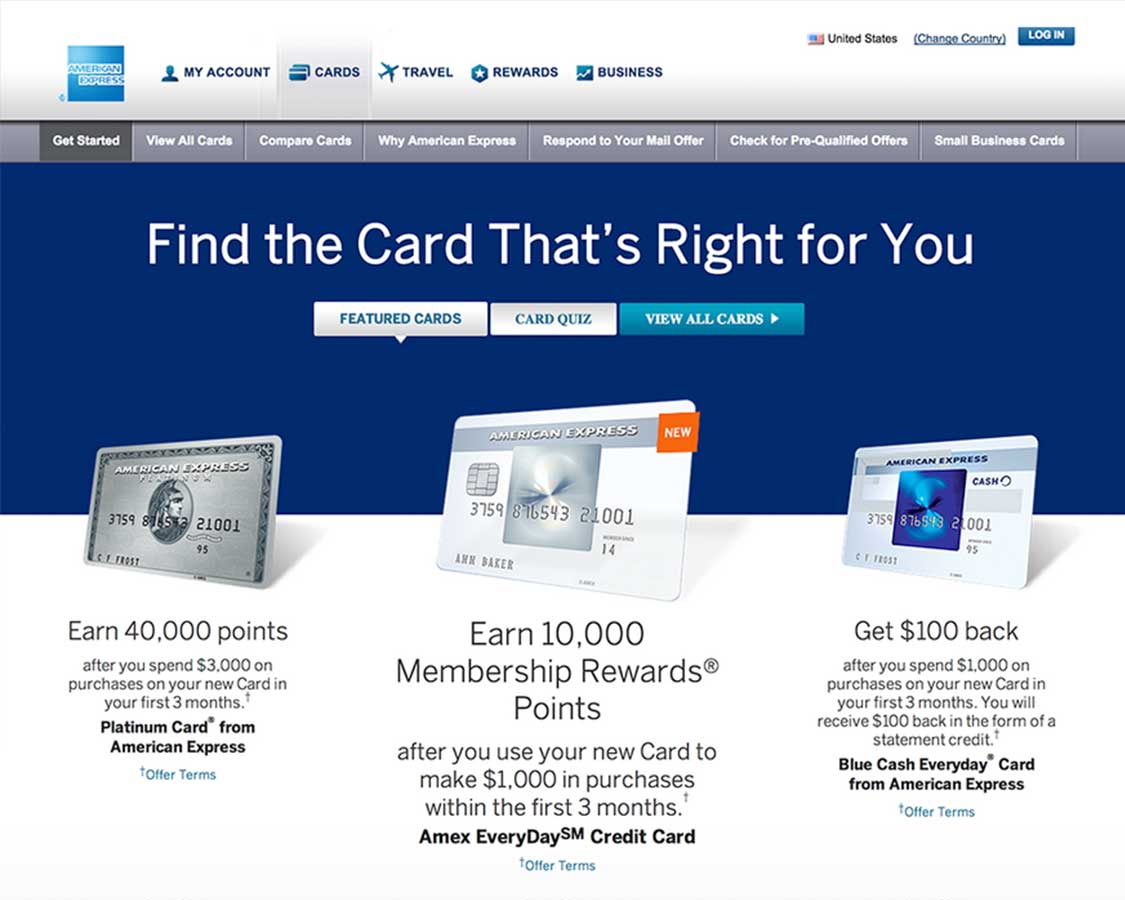 United States (Change Country) LOG IN
AMERICAN
EXPRESS
®
MY ACCOUNT CARDS TRAVEL REWARDS BUSINESS
Get Started View All Cards Compare Cards Why American Express Respond to Your Mail Offer Check for Pre-Qualified Offers Small Business Cards
Find the Card That's Right for You
FEATURED CARDS CARD QUIZ VIEW ALL CARDS
AMERICAN EXPRESS
PLATINUM
3759 876543 21001
95
C F FROST
AMERICAN EXPRESS
NEW
3759 876543 21001
MEMBER SINCE
14
ANN BAKER
AMERICAN EXPRESS
CASH
3759 876543 21001
95
C F FROST
Earn 40,000 points
after you spend $3,000 on
purchases on your new Card in
your first 3 months.†
Platinum Card® from
American Express
†Offer Terms
Earn 10,000
Membership Rewards®
Points
after you use your new Card to
make $1,000 in purchases
within the first 3 months.†
Amex EveryDaySM Credit Card
†Offer Terms
Get $100 back
after you spend $1,000 on
purchases on your new Card in
your first 3 months. You will
receive $100 back in the form of a
statement credit.†
Blue Cash Everyday® Card
from American Express
†Offer Terms